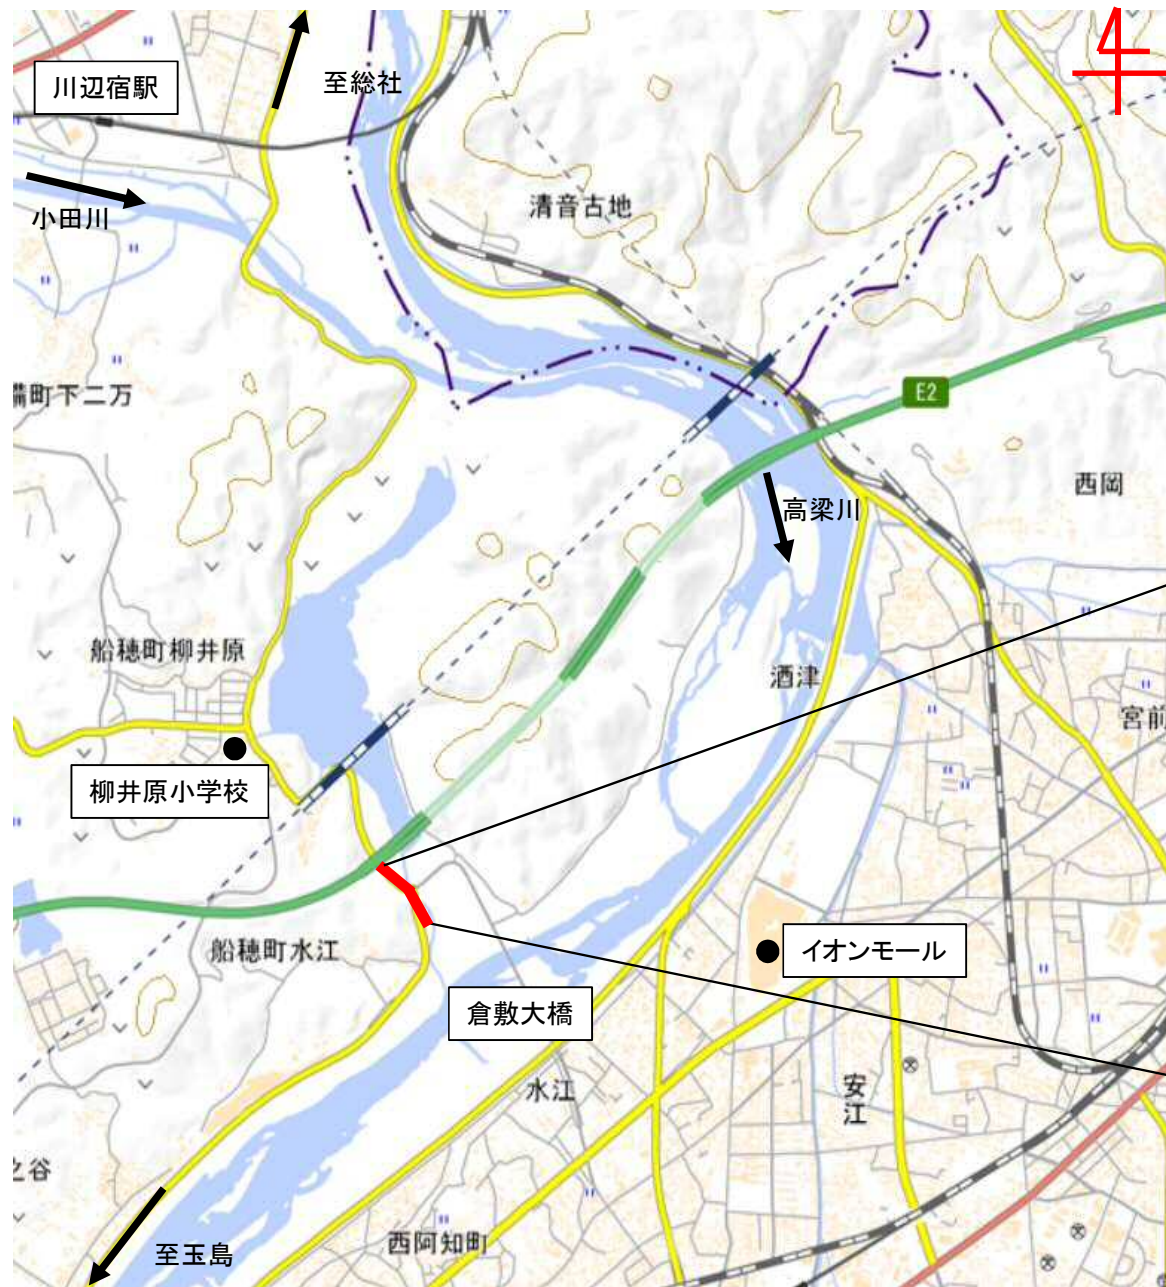 川辺宿駅
至総社
小田川
清音古地
備町下二万
E2
西岡
高梁川
船穂町柳井原
酒津
宮前
柳井原小学校
船穂町水江
イオンモール
倉敷大橋
水江
安江
之谷
西阿知町
至玉島